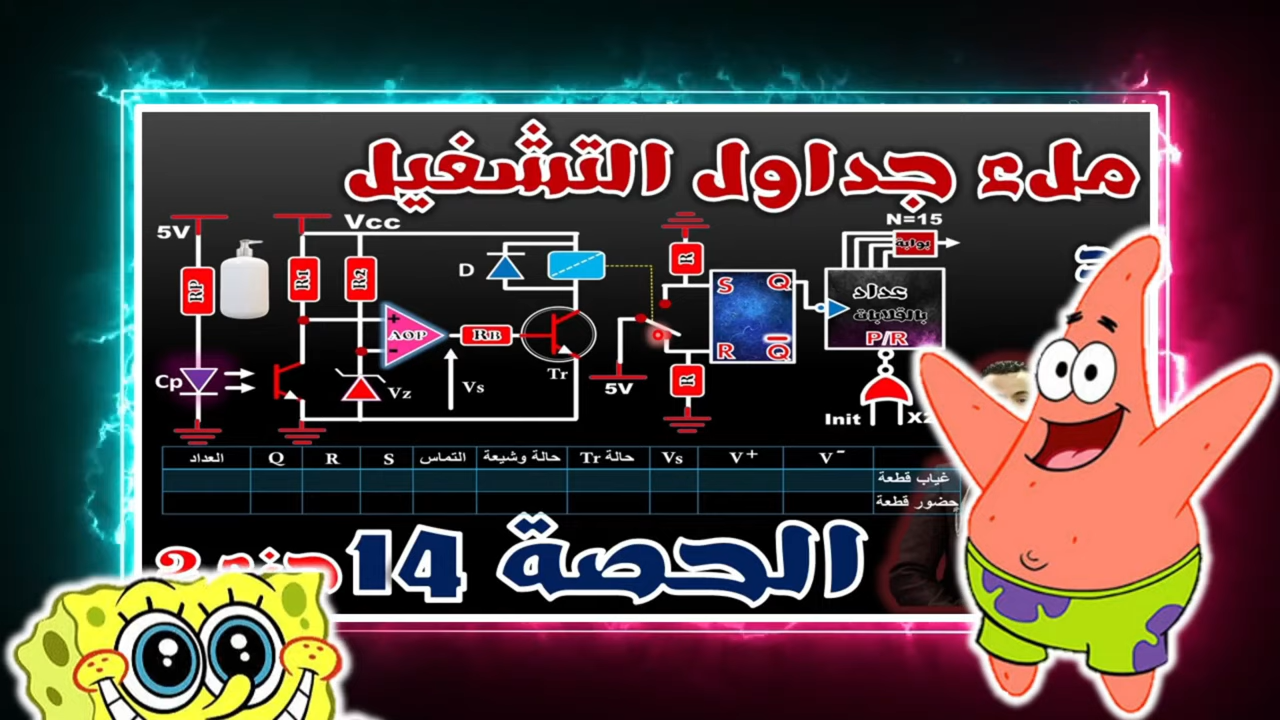 ملء جداول التشغيل
N=15
5V
Vcc
بوابة
R1
R2
RP
D
R
S
Q
عداد
بالقلابات
P/R
AOP
RB
Cp
Vz
Vs
Tr
5V
R
R
Q̅
Init
العداد Q R S التماس حالة وشيعة حالة Tr Vs V+ V-
غياب قطعة
حضور قطعة
الحصة 14